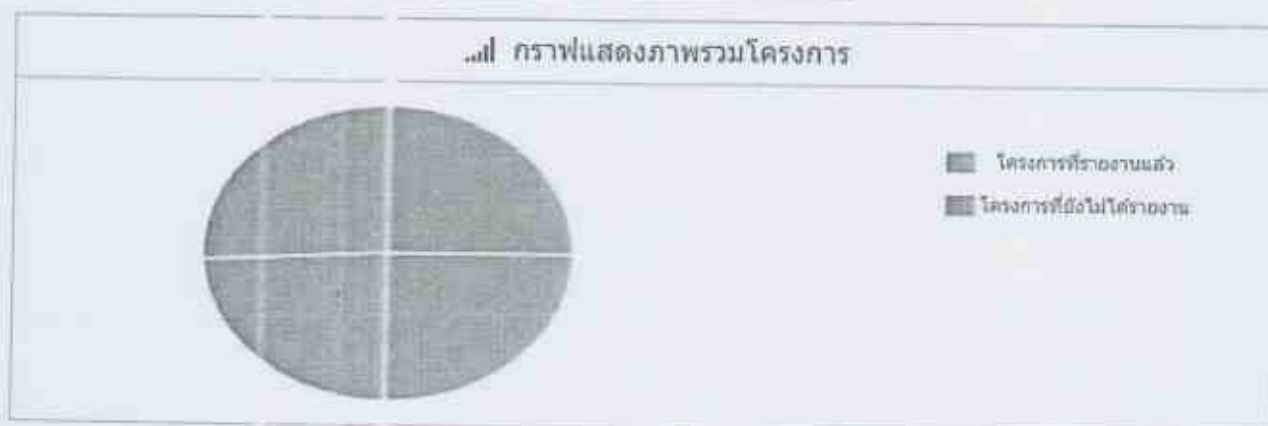 กราฟแสดงภาพรวมโครงการ
โครงการที่รายงานแล้ว
โครงการที่ยังไม่ได้รายงาน